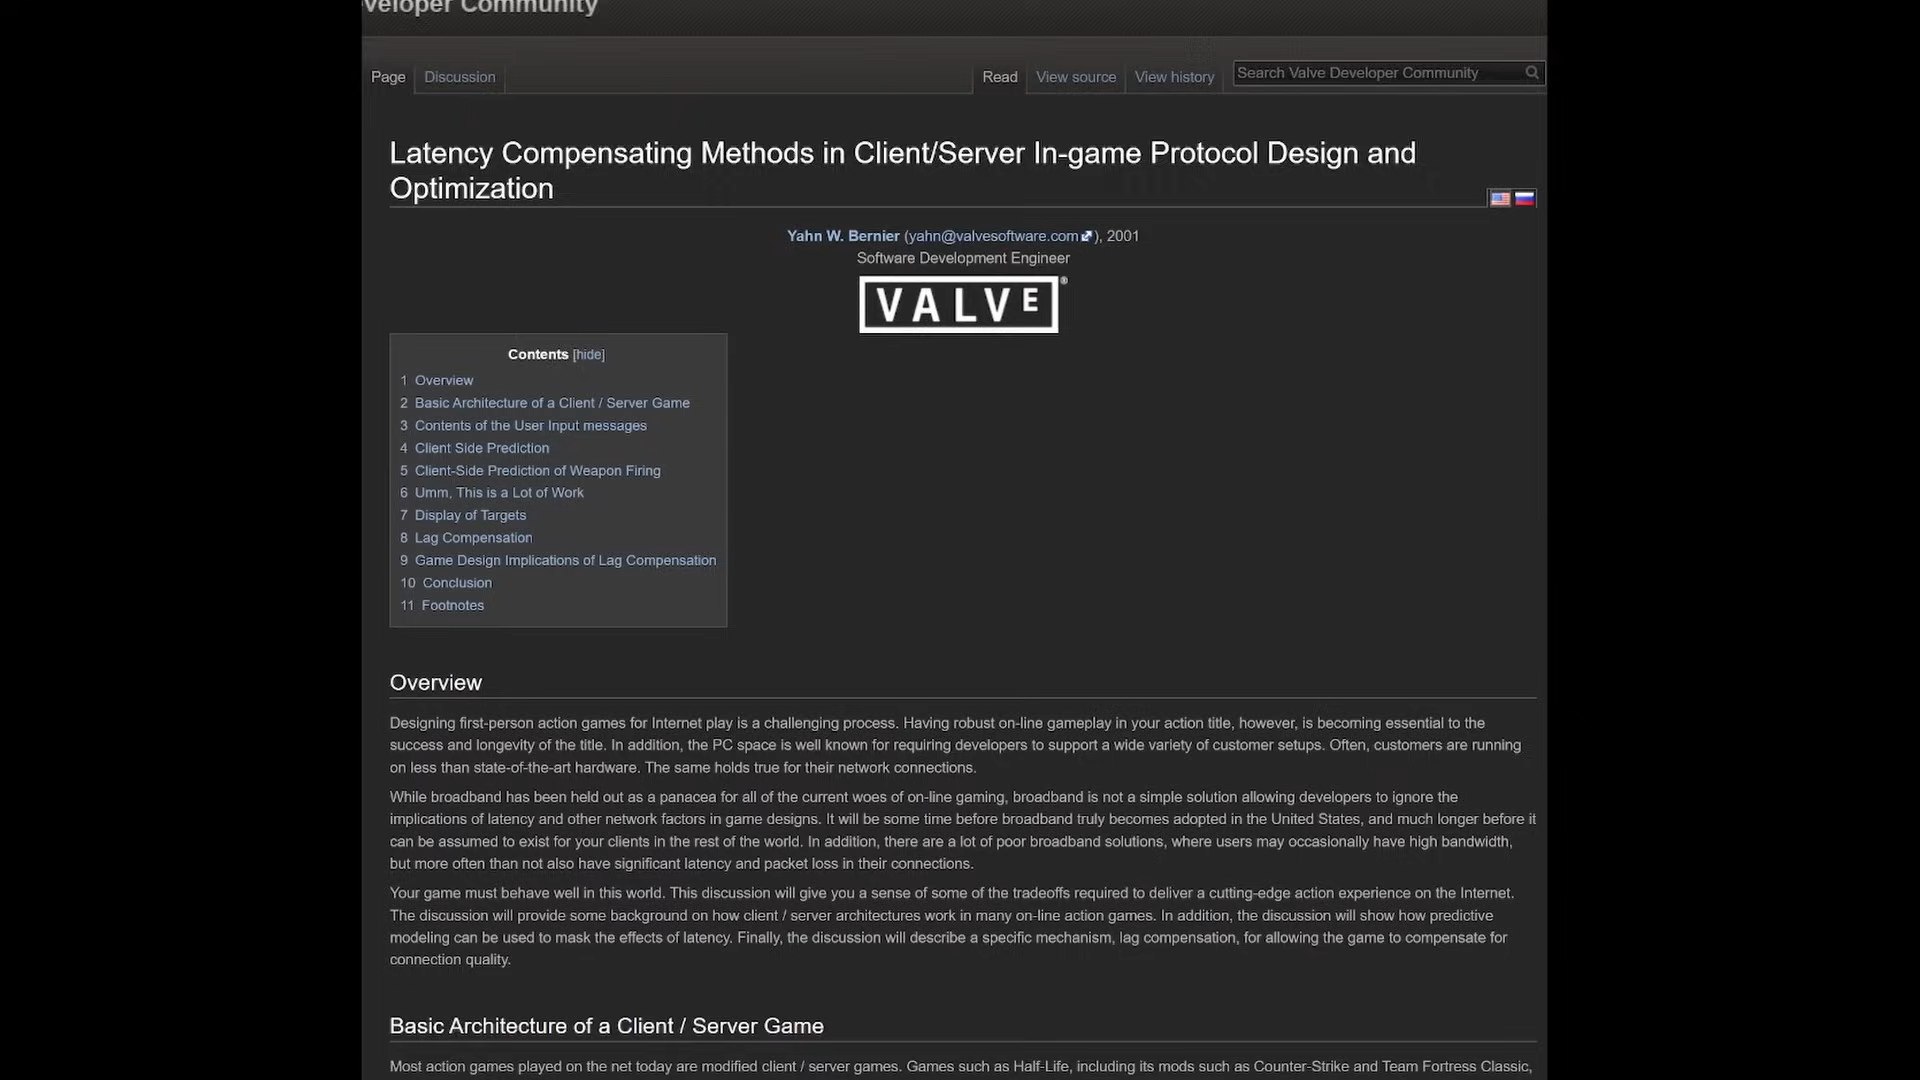 veloper Community
Page Discussion Read View source View history Search Valve Developer Community
Latency Compensating Methods in Client/Server In-game Protocol Design and
Optimization
Yahn W. Bernier (yahn@valvesoftware.com), 2001
Software Development Engineer
VALVE®
Contents [hide]
1 Overview
2 Basic Architecture of a Client / Server Game
3 Contents of the User Input messages
4 Client Side Prediction
5 Client-Side Prediction of Weapon Firing
6 Umm, This is a Lot of Work
7 Display of Targets
8 Lag Compensation
9 Game Design Implications of Lag Compensation
10 Conclusion
11 Footnotes
Overview
Designing first-person action games for Internet play is a challenging process. Having robust on-line gameplay in your action title, however, is becoming essential to the
success and longevity of the title. In addition, the PC space is well known for requiring developers to support a wide variety of customer setups. Often, customers are running
on less than state-of-the-art hardware. The same holds true for their network connections.
While broadband has been held out as a panacea for all of the current woes of on-line gaming, broadband is not a simple solution allowing developers to ignore the
implications of latency and other network factors in game designs. It will be some time before broadband truly becomes adopted in the United States, and much longer before it
can be assumed to exist for your clients in the rest of the world. In addition, there are a lot of poor broadband solutions, where users may occasionally have high bandwidth,
but more often than not also have significant latency and packet loss in their connections.
Your game must behave well in this world. This discussion will give you a sense of some of the tradeoffs required to deliver a cutting-edge action experience on the Internet.
The discussion will provide some background on how client / server architectures work in many on-line action games. In addition, the discussion will show how predictive
modeling can be used to mask the effects of latency. Finally, the discussion will describe a specific mechanism, lag compensation, for allowing the game to compensate for
connection quality.
Basic Architecture of a Client / Server Game
Most action games played on the net today are modified client / server games. Games such as Half-Life, including its mods such as Counter-Strike and Team Fortress Classic,